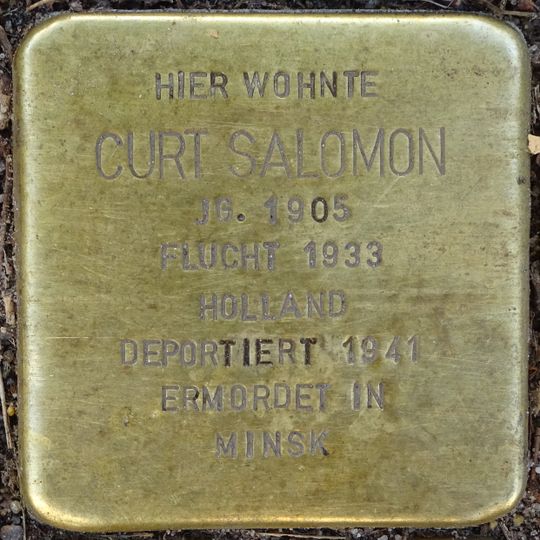 HIER WOHNTE
CURT SALOMON
JG. 1905
FLUCHT 1933
HOLLAND
DEPORTIERT 1941
ERMORDET IN
MINSK